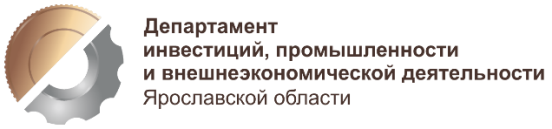 Департамент
инвестиций, промышленности
и внешнеэкономической деятельности
Ярославской области